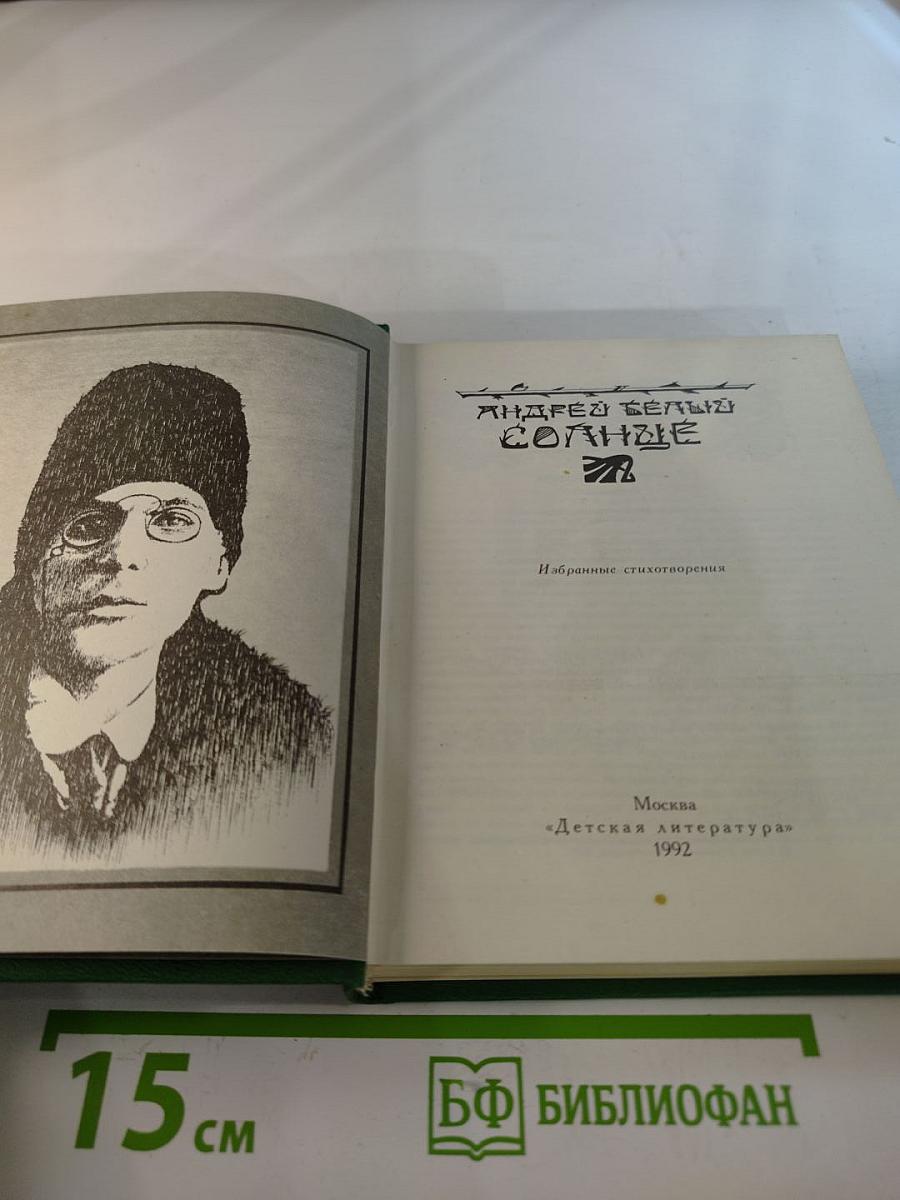 АНДРЕЙ БЕЛЫЙ
СОЛНЦЕ
Избранные стихотворения
Москва
«Детская литература»
1992
15 см
БФ БИБЛИОФАН